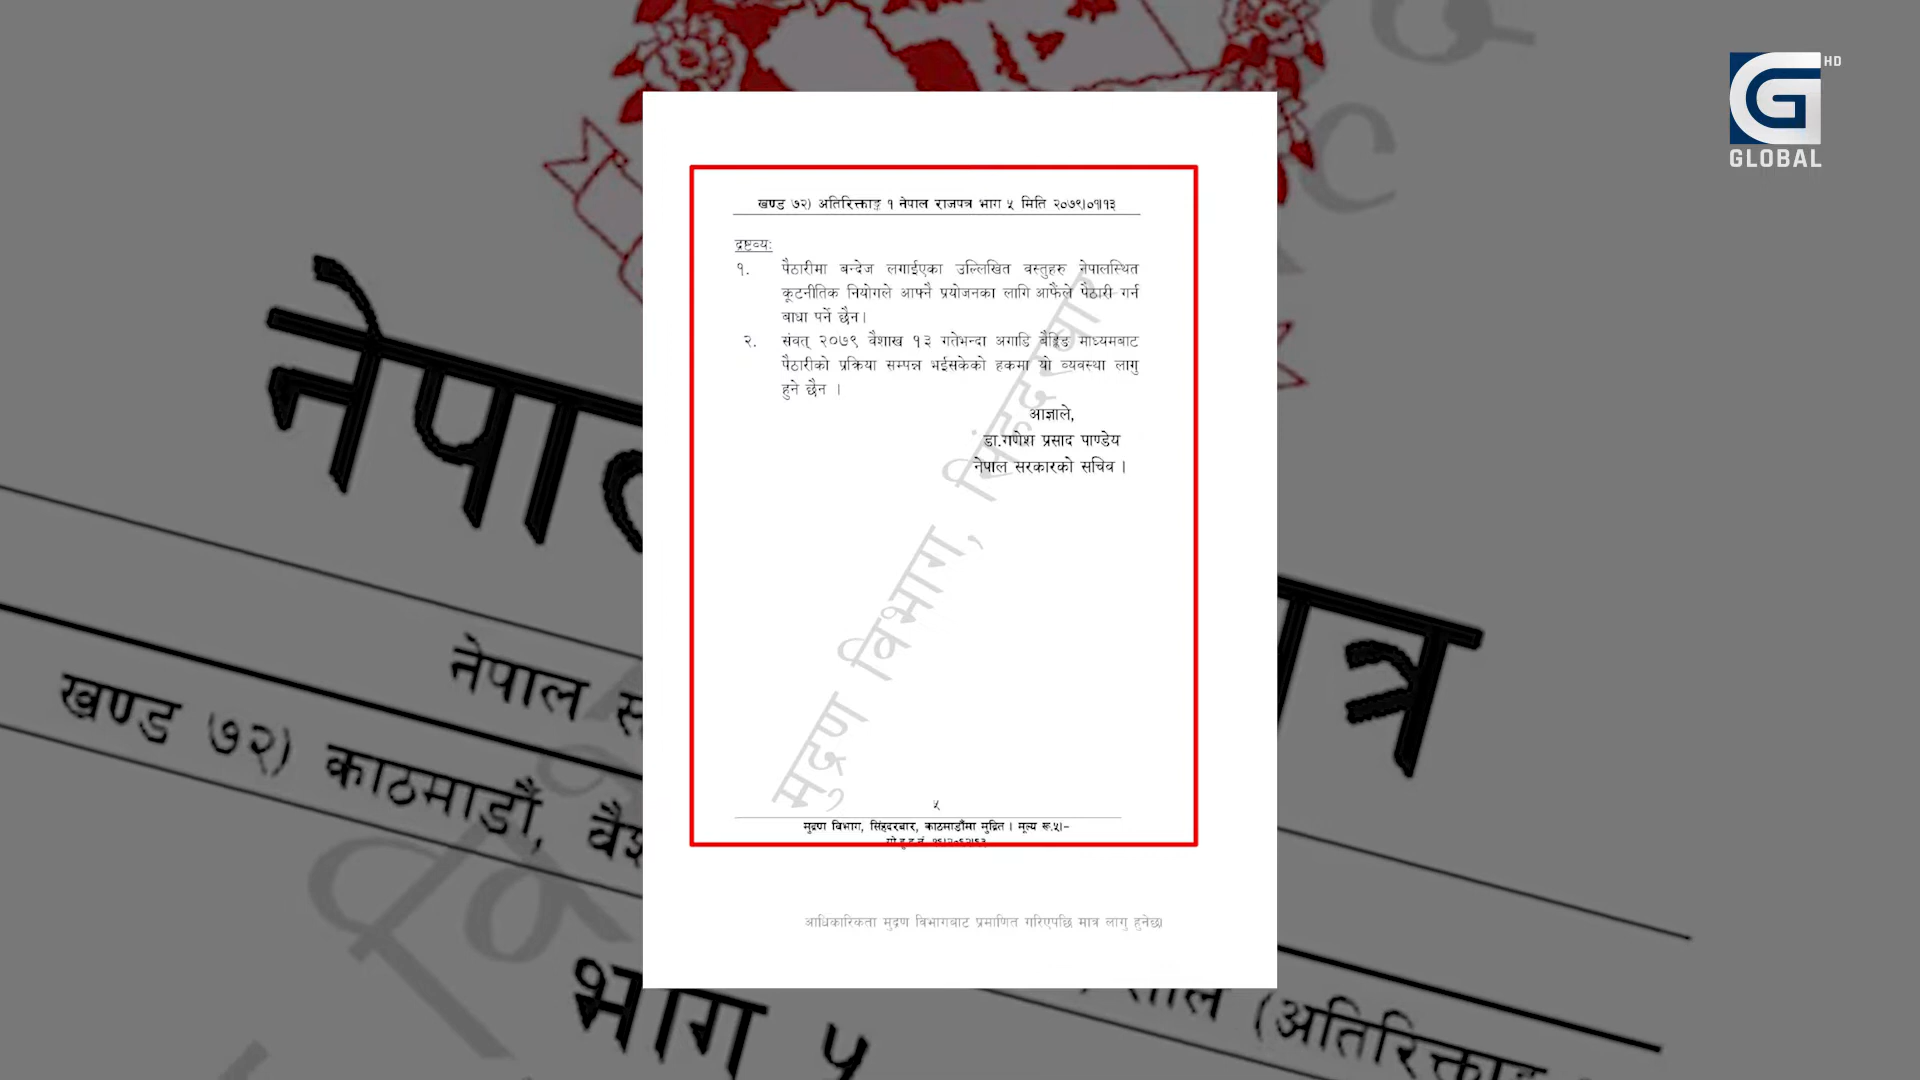 HD
GLOBAL
खण्ड ७२) अतिरिक्ताङ्क १ नेपाल राजपत्र भाग ५ मिति २०७९।०१।१३
द्रष्टव्यः
१. पैठारीमा बन्देज लगाईएका उल्लिखित वस्तुहरु नेपालस्थित
कूटनीतिक नियोगले आफ्नै प्रयोजनका लागि आफैंले पैठारी गर्न
बाधा पर्ने छैन।
२. संवत् २०७९ वैशाख १३ गतेभन्दा अगाडि बैङ्किङ माध्यमबाट
पैठारीको प्रक्रिया सम्पन्न भईसकेको हकमा यो व्यवस्था लागु
हुने छैन ।
आज्ञाले,
डा.गणेश प्रसाद पाण्डेय
नेपाल सरकारको सचिव ।
मुद्रण विभाग, सिंहदरबार
५
मुद्रण विभाग, सिंहदरबार, काठमाडौंमा मुद्रित । मूल्य रू.५।–
आधिकारिकता मुद्रण विभागबाट प्रमाणित गरिएपछि मात्र लागु हुनेछ।
नेपाल
नेपाल
खण्ड ७२) काठमाडौं,
भाग ५
(अतिरिक्ताङ्क